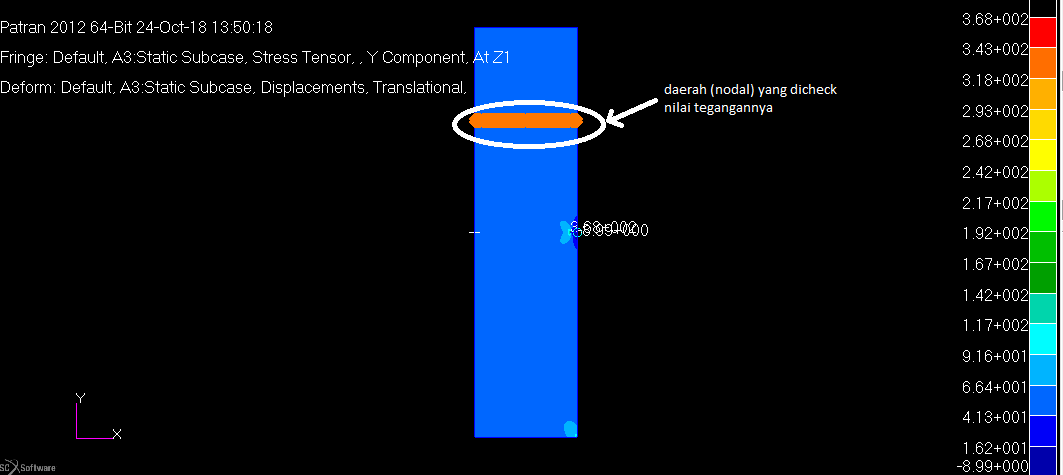 Patran 2012 64-Bit 24-Oct-18 13:50:18
Fringe: Default, A3:Static Subcase, Stress Tensor, , Y Component, At Z1
Deform: Default, A3:Static Subcase, Displacements, Translational,
daerah (nodal) yang dicheck
nilai tegangannya
3.68+002
3.43+002
3.18+002
2.93+002
2.68+002
2.42+002
2.17+002
1.92+002
1.67+002
1.42+002
1.17+002
9.16+001
6.64+001
4.13+001
1.62+001
-8.99+000
Y
X
Software